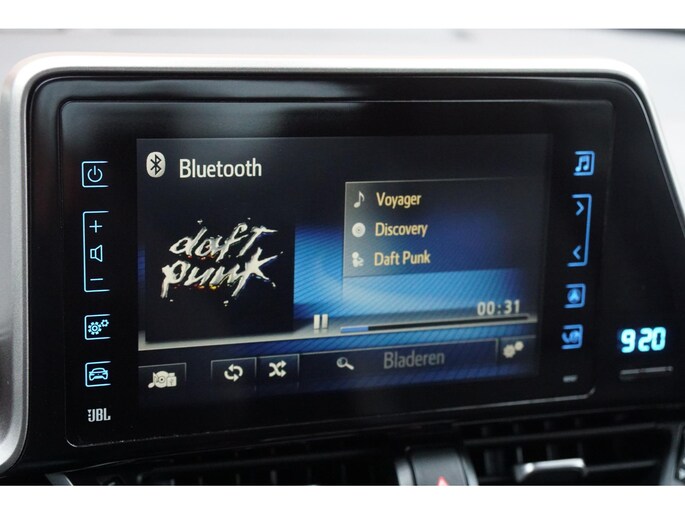 Bluetooth
daft
punk
Voyager
Discovery
Daft Punk
00:31
Bladeren
9:20
JBL